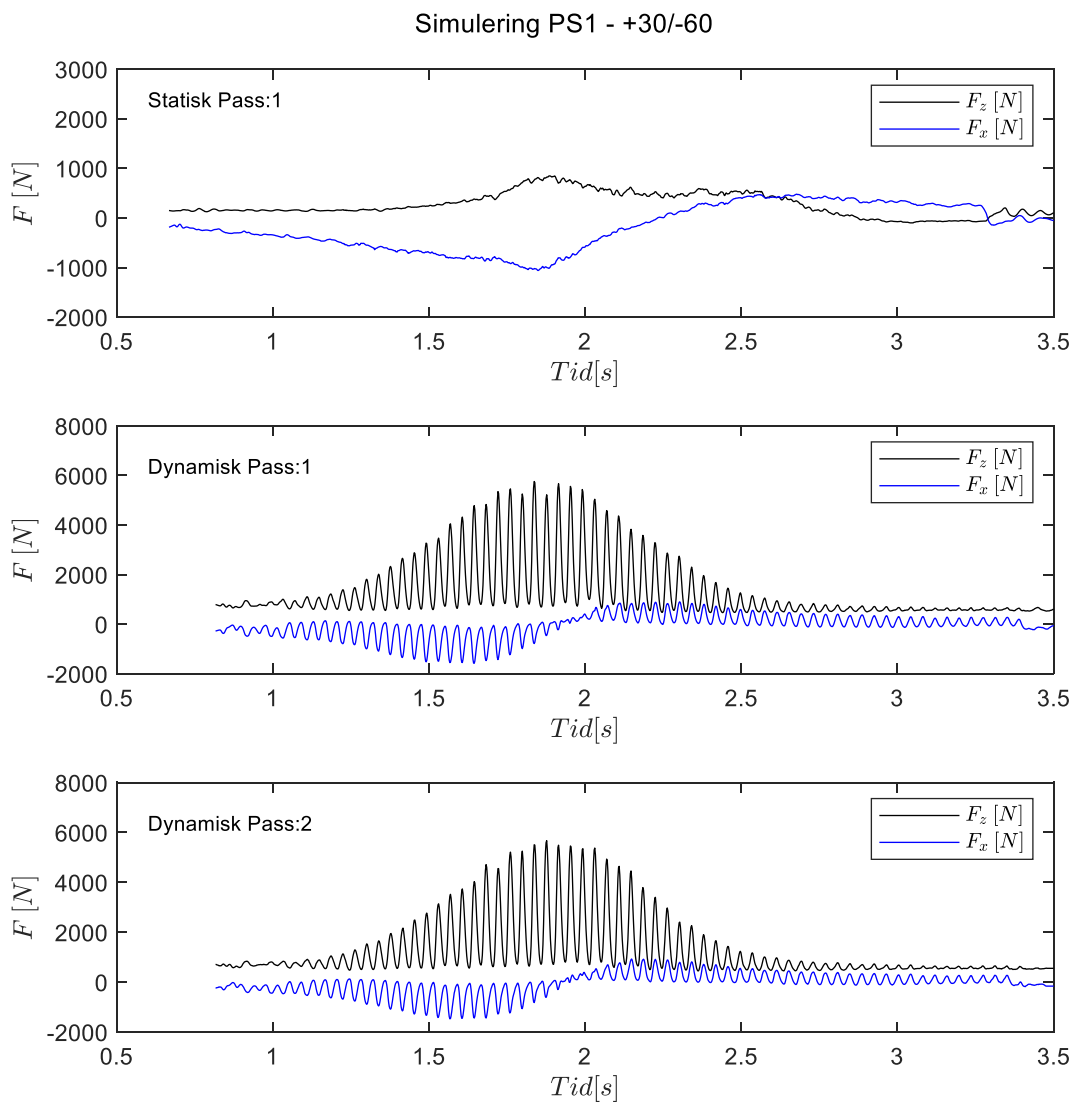 Simulering PS1 - +30/-60
3000
2000
1000
0
-1000
-2000
F [N]
Statisk Pass:1
F_z [N]
F_x [N]
0.5 1 1.5 2 2.5 3 3.5
Tid[s]
8000
6000
4000
2000
0
-2000
F [N]
Dynamisk Pass:1
F_z [N]
F_x [N]
0.5 1 1.5 2 2.5 3 3.5
Tid[s]
8000
6000
4000
2000
0
-2000
F [N]
Dynamisk Pass:2
F_z [N]
F_x [N]
0.5 1 1.5 2 2.5 3 3.5
Tid[s]